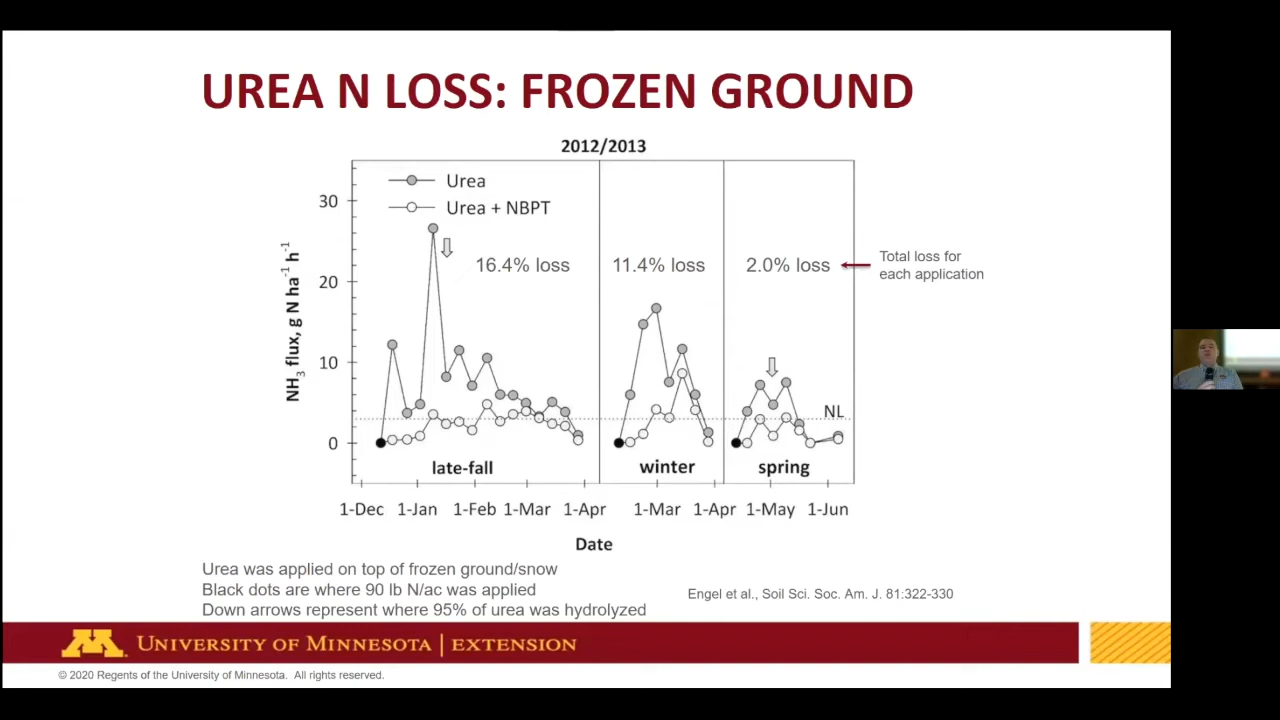 UREA N LOSS: FROZEN GROUND
2012/2013
Urea
Urea + NBPT
30
20
10
0
NH3 flux, g N ha-1 h-1
16.4% loss
11.4% loss
2.0% loss
Total loss for
each application
NL
late-fall
winter
spring
1-Dec 1-Jan 1-Feb 1-Mar 1-Apr 1-Mar 1-Apr 1-May 1-Jun
Date
Urea was applied on top of frozen ground/snow
Black dots are where 90 lb N/ac was applied
Down arrows represent where 95% of urea was hydrolyzed
Engel et al., Soil Sci. Soc. Am. J. 81:322-330
M
UNIVERSITY OF MINNESOTA | EXTENSION
© 2020 Regents of the University of Minnesota. All rights reserved.